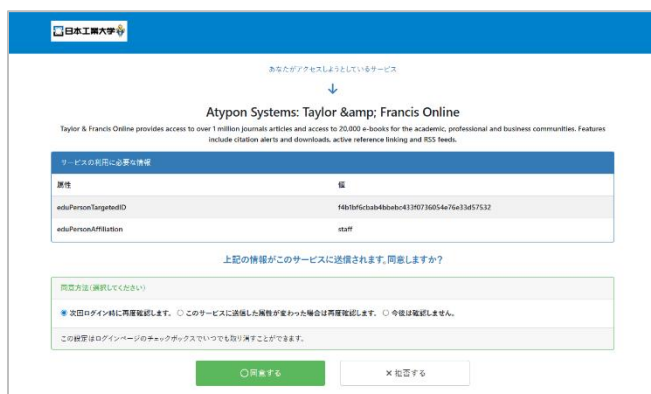 日本工業大学
あなたがアクセスしようとしているサービス
↓
Atypon Systems: Taylor &amp; Francis Online
Taylor & Francis Online provides access to over 1 million journals articles and access to 20,000 e-books for the academic, professional and business communities. Features
include citation alerts and downloads, active reference linking and RSS feeds.
サービスの利用に必要な情報
属性 値
eduPersonTargetedID f4b1bf6cbab4bbebc433f0736054e76e33d57532
eduPersonAffiliation staff
上記の情報がこのサービスに送信されます。同意しますか?
同意方法(選択してください)
次回ログイン時に再度確認します。 このサービスに送信した属性が変わった場合は再度確認します。 今後は確認しません。
この設定はログインページのチェックボックスでいつでも取り消すことができます。
〇同意する ×拒否する